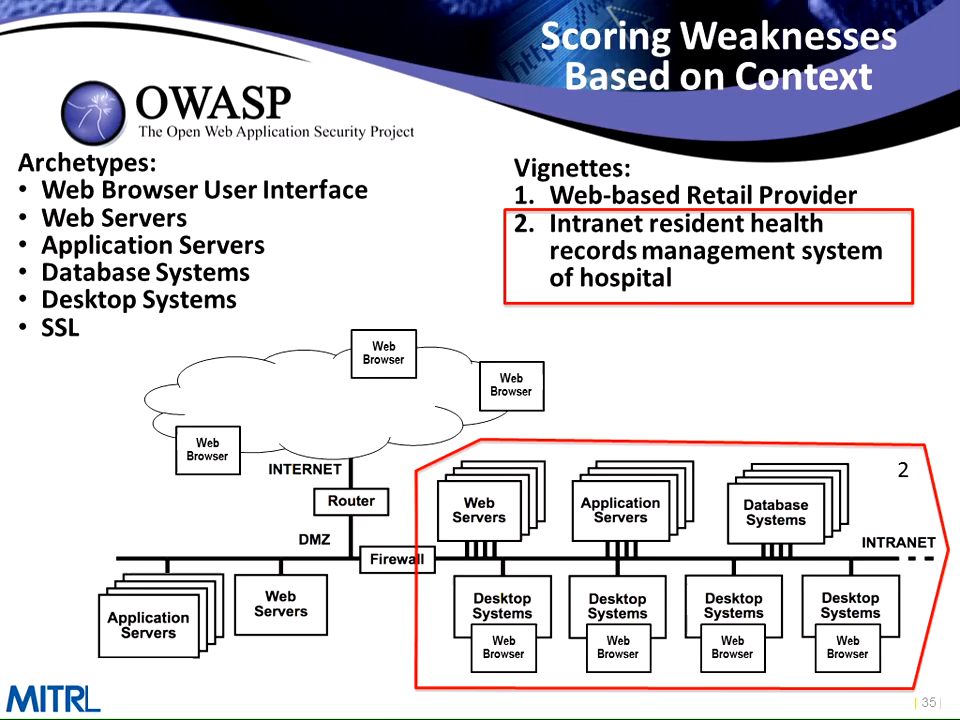 Scoring Weaknesses
Based on Context
OWASP
The Open Web Application Security Project
Archetypes:
• Web Browser User Interface
• Web Servers
• Application Servers
• Database Systems
• Desktop Systems
• SSL
Vignettes:
1. Web-based Retail Provider
2. Intranet resident health
records management system
of hospital
Web
Browser
Web
Browser
Web
Browser
INTERNET
Router
DMZ
Firewall
2
Web
Servers
Application
Servers
Database
Systems
INTRANET
Application
Servers
Web
Servers
Desktop
Systems
Web
Browser
Desktop
Systems
Web
Browser
Desktop
Systems
Web
Browser
Desktop
Systems
Web
Browser
MITRE
| 35 |